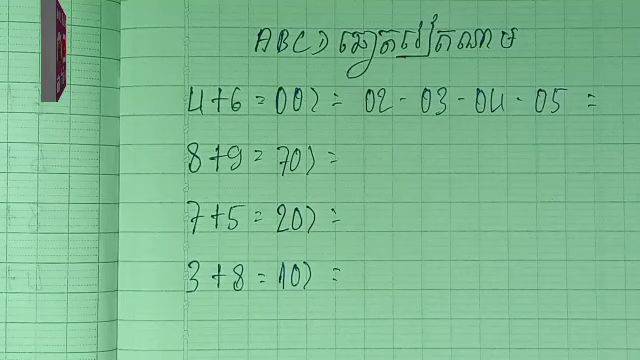 ABCD ឆ្នោតវៀតណាម
4+6=00) = 02 - 03 - 04 - 05 =
8+9=70) =
7+5=20) =
3+8=10) =